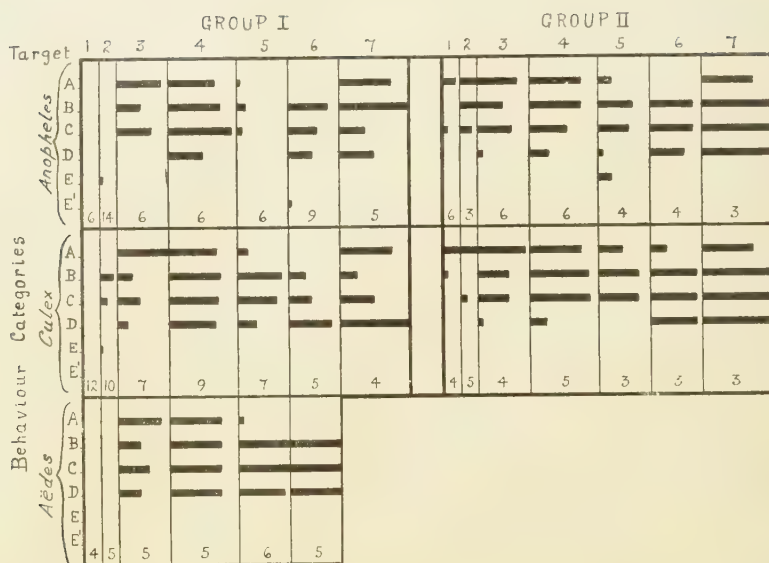 GROUP I GROUP II
Target 1 2 3 4 5 6 7 1 2 3 4 5 6 7
Behaviour Categories
Anopheles
A
B
C
D
E
E'
6 14 6 6 6 9 5 6 3 6 6 4 4 3
Culex
A
B
C
D
E
E'
12 10 7 9 7 5 4 4 5 4 5 3 3 3
Aëdes
A
B
C
D
E
E'
4 5 5 5 6 5